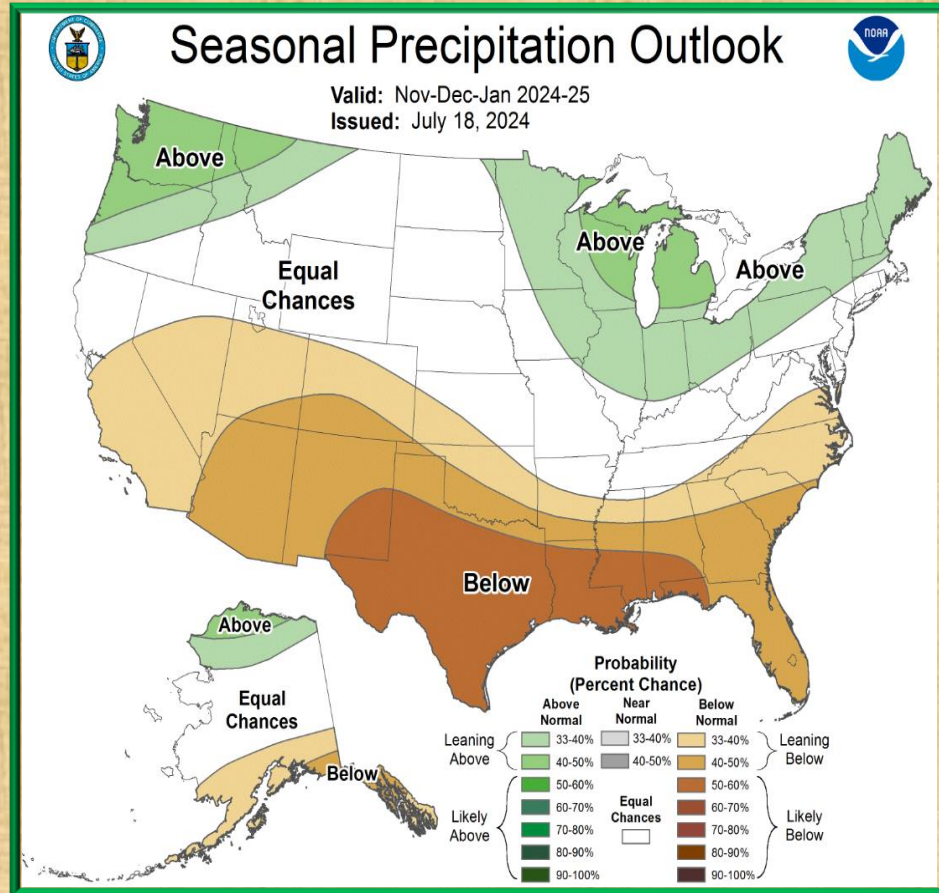 Seasonal Precipitation Outlook
NOAA
Valid: Nov-Dec-Jan 2024-25
Issued: July 18, 2024
Above
Above
Above
Equal
Chances
Below
Above
Equal
Chances
Below
Probability
(Percent Chance)
Above
Normal
Near
Normal
Below
Normal
Leaning
Above
33-40%
33-40%
33-40%
Leaning
Below
40-50%
40-50%
40-50%
Likely
Above
50-60%
50-60%
Likely
Below
60-70%
Equal
Chances
60-70%
70-80%
70-80%
80-90%
80-90%
90-100%
90-100%